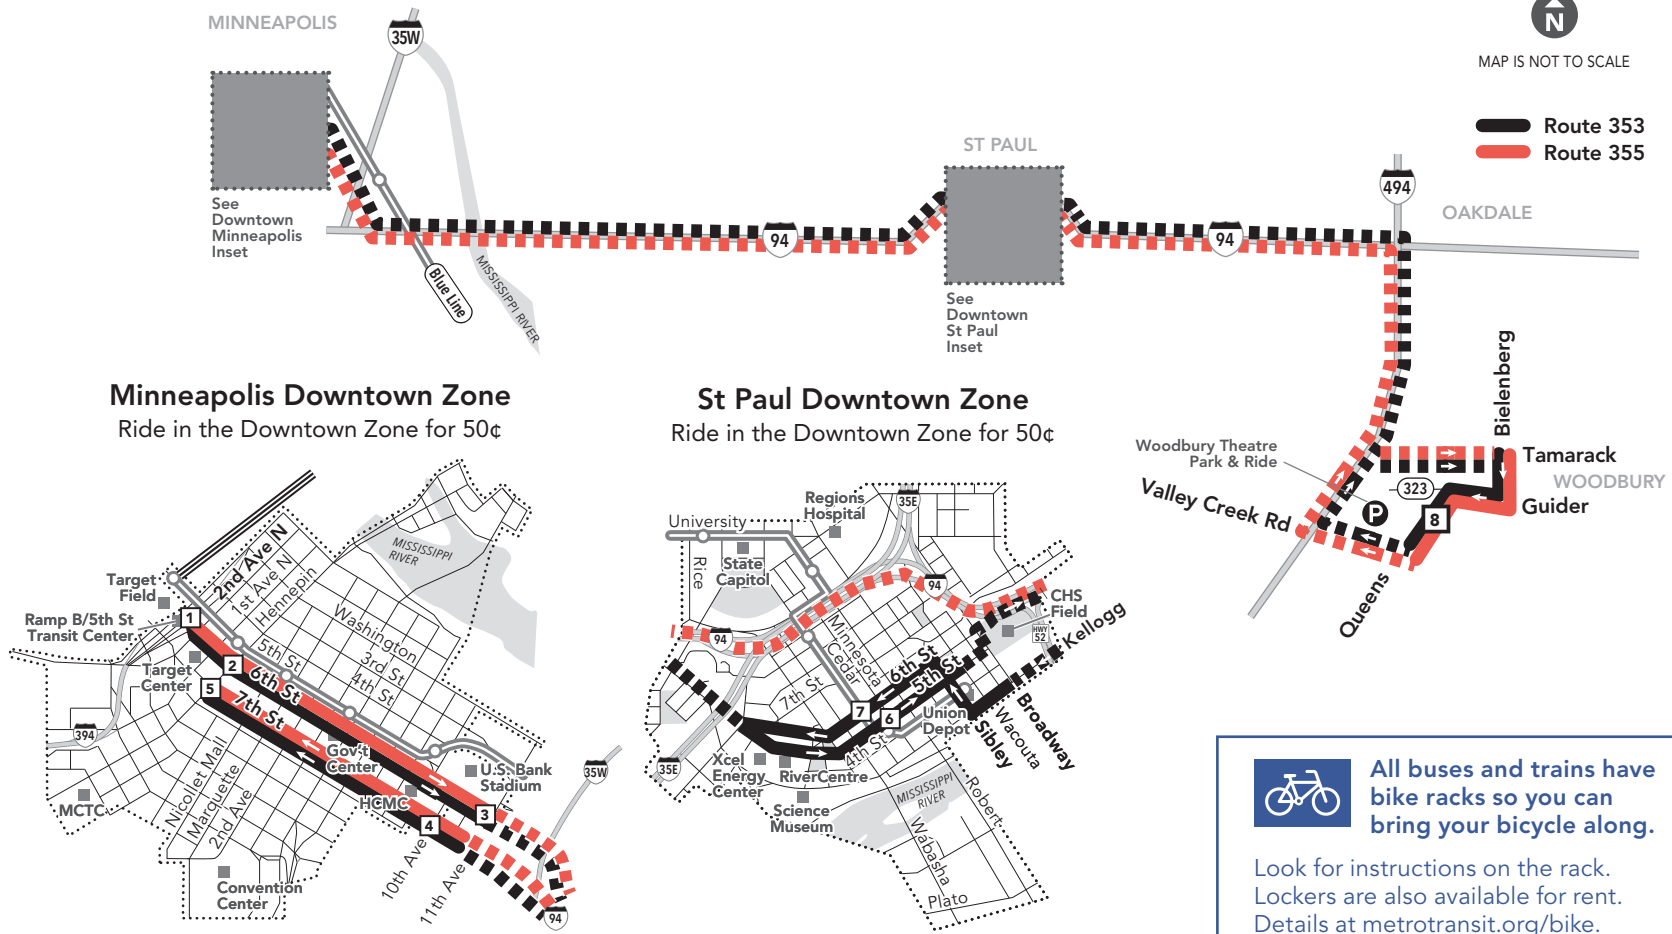 MINNEAPOLIS
35W
N
MAP IS NOT TO SCALE
Route 353
Route 355
ST PAUL
494
OAKDALE
See
Downtown
Minneapolis
Inset
94
94
Blue Line
MISSISSIPPI RIVER
See
Downtown
St Paul
Inset
Bielenberg
Woodbury Theatre
Park & Ride
Tamarack
WOODBURY
323
Guider
Valley Creek Rd
P
8
Queens
Minneapolis Downtown Zone
Ride in the Downtown Zone for 50¢
MISSISSIPPI
RIVER
2nd Ave N
1st Ave N
Hennepin
Target
Field
Ramp B/5th St
Transit Center
1
Washington
3rd St
4th St
5th St
2
6th St
Target
Center
5
7th St
394
Gov't
Center
U.S. Bank
Stadium
35W
MCTC
Nicollet Mall
Marquette
2nd Ave
HCMC
3
4
10th Ave
11th Ave
Convention
Center
94
St Paul Downtown Zone
Ride in the Downtown Zone for 50¢
Regions
Hospital
35E
University
Rice
State
Capitol
94
CHS
Field
HWY
52
Kellogg
94
Minnesota
Cedar
6th St
5th St
7th St
7
6
Union
Depot
4th St
Sibley
Wacouta
Broadway
35E
Xcel
Energy
Center
RiverCentre
Science
Museum
MISSISSIPPI
RIVER
Robert
Wabasha
Plato
All buses and trains have
bike racks so you can
bring your bicycle along.
Look for instructions on the rack.
Lockers are also available for rent.
Details at metrotransit.org/bike.